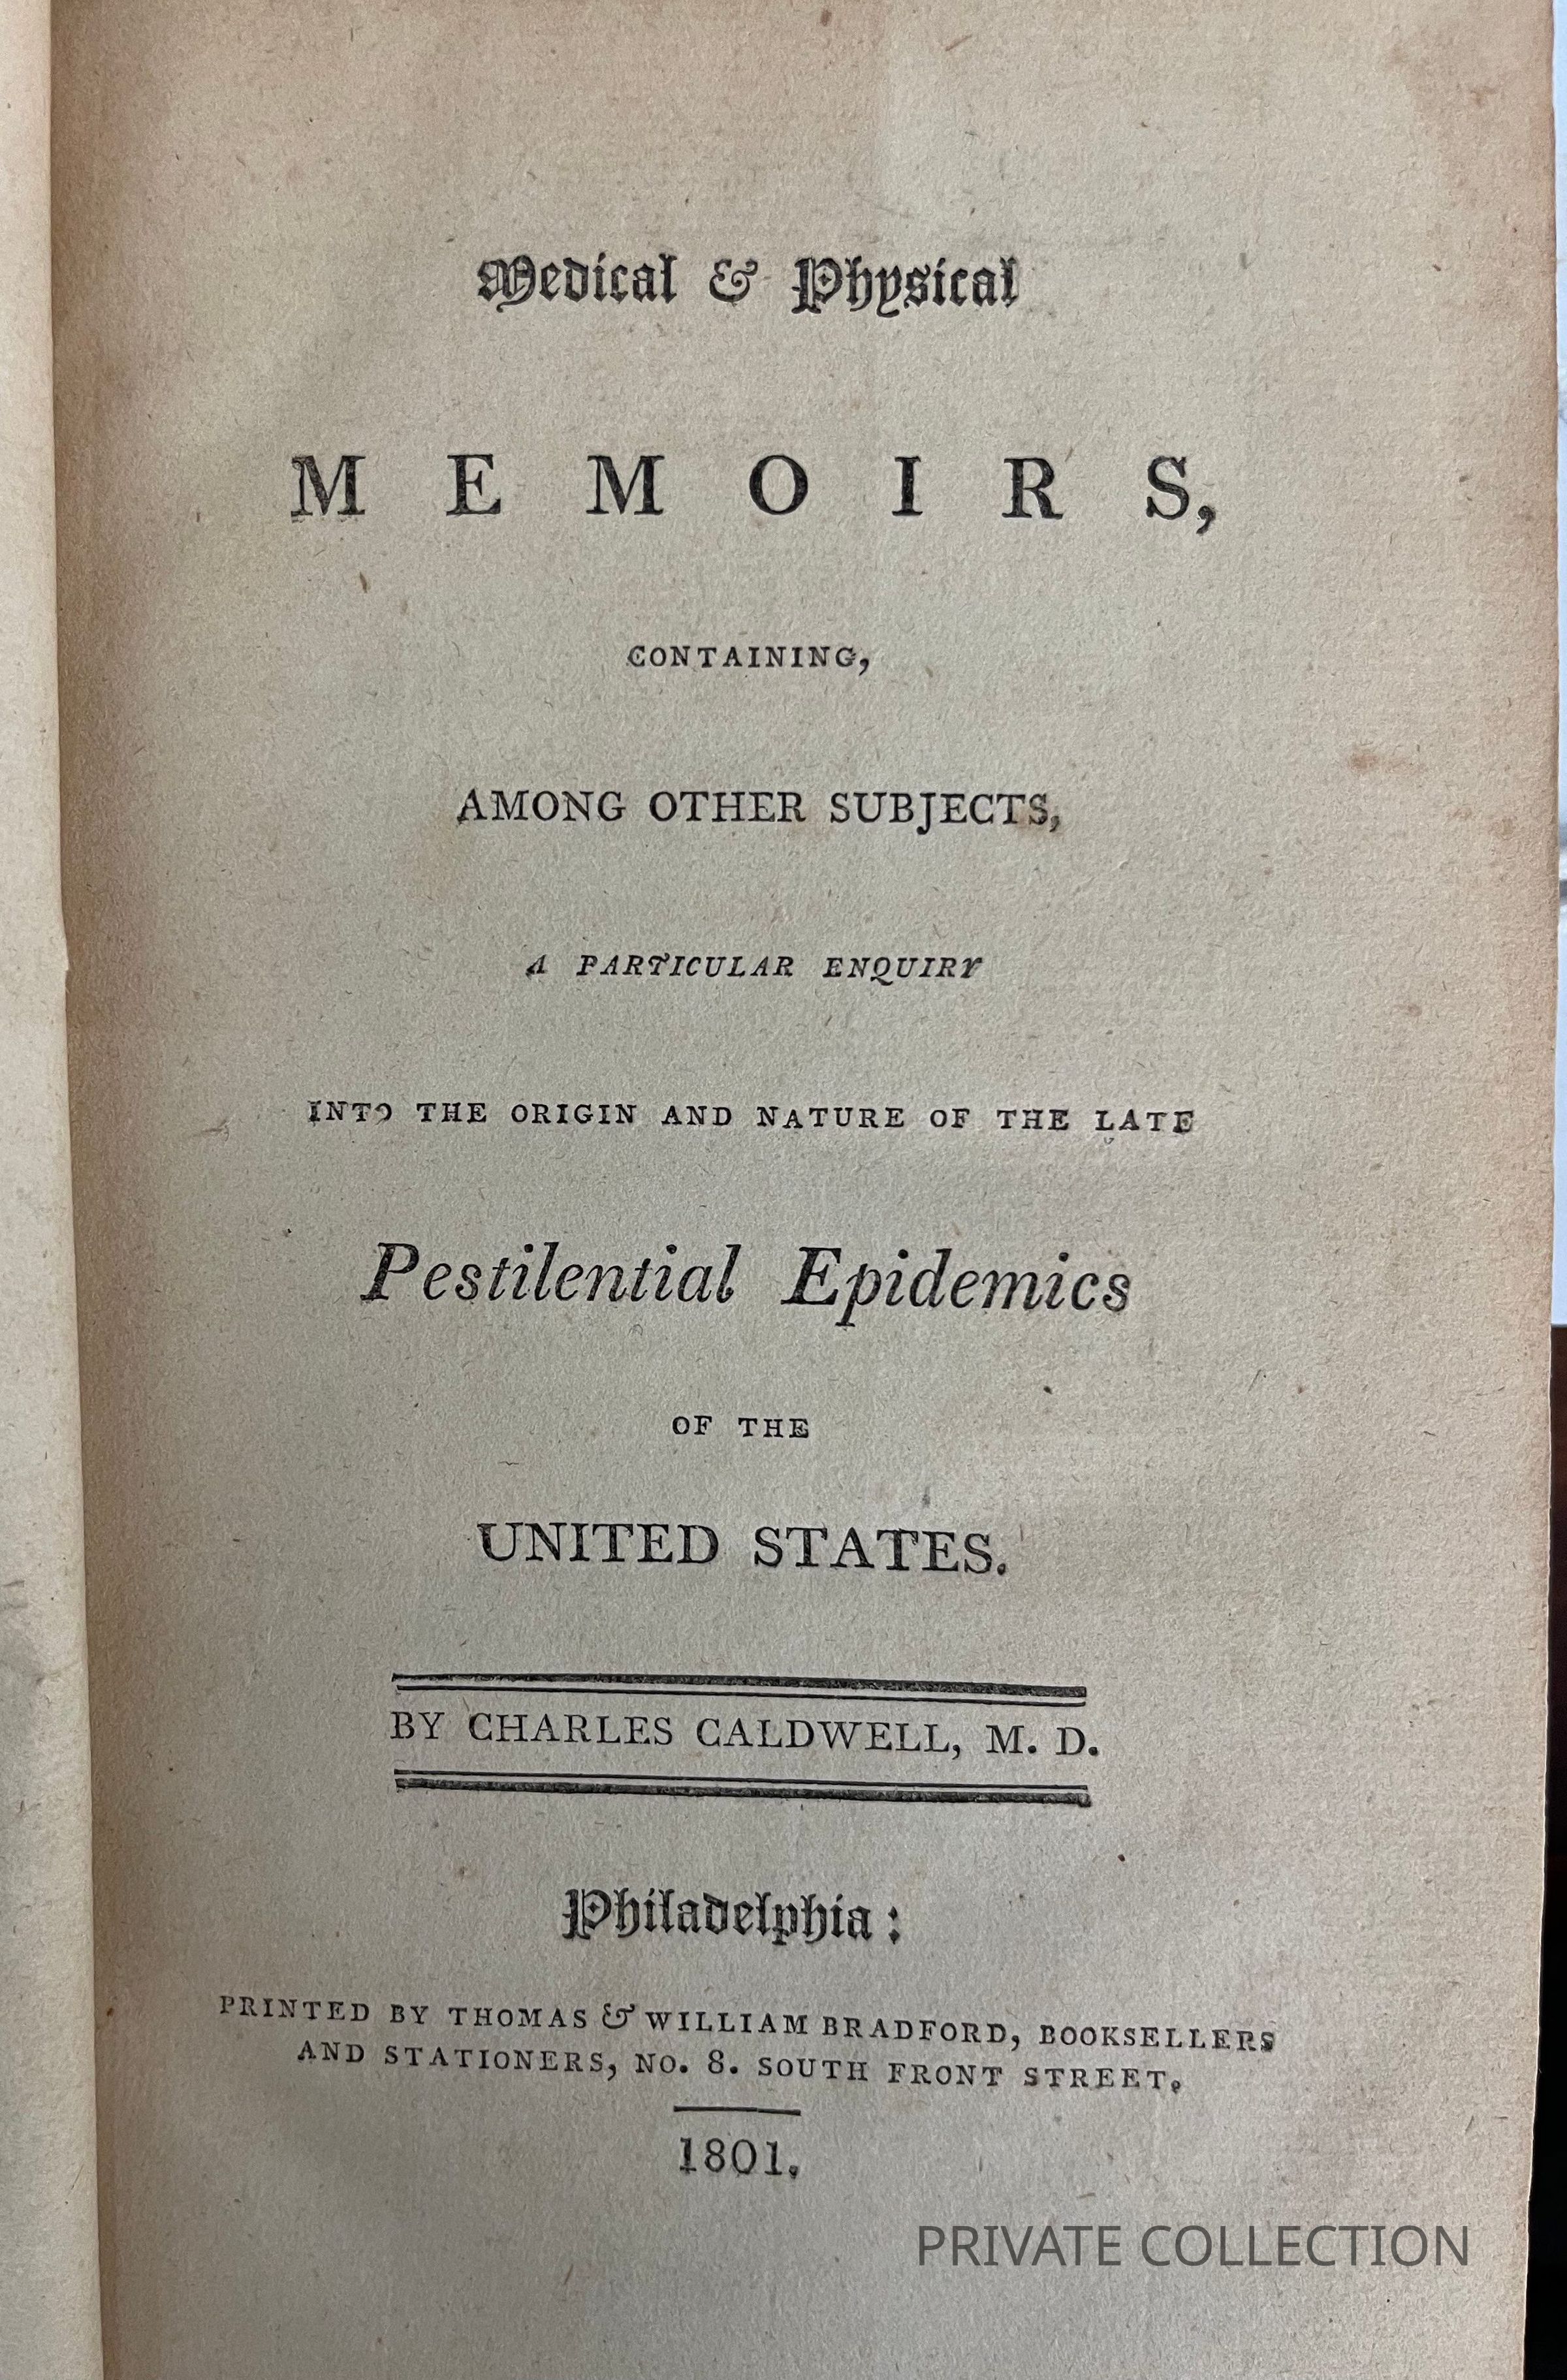 Medical & Physical
MEMOIRS,
CONTAINING,
AMONG OTHER SUBJECTS,
A PARTICULAR ENQUIRY
INTO THE ORIGIN AND NATURE OF THE LATE
Pestilential Epidemics
OF THE
UNITED STATES.
BY CHARLES CALDWELL, M. D.
Philadelphia:
PRINTED BY THOMAS & WILLIAM BRADFORD, BOOKSELLERS
AND STATIONERS, NO. 8. SOUTH FRONT STREET.
1801.
PRIVATE COLLECTION